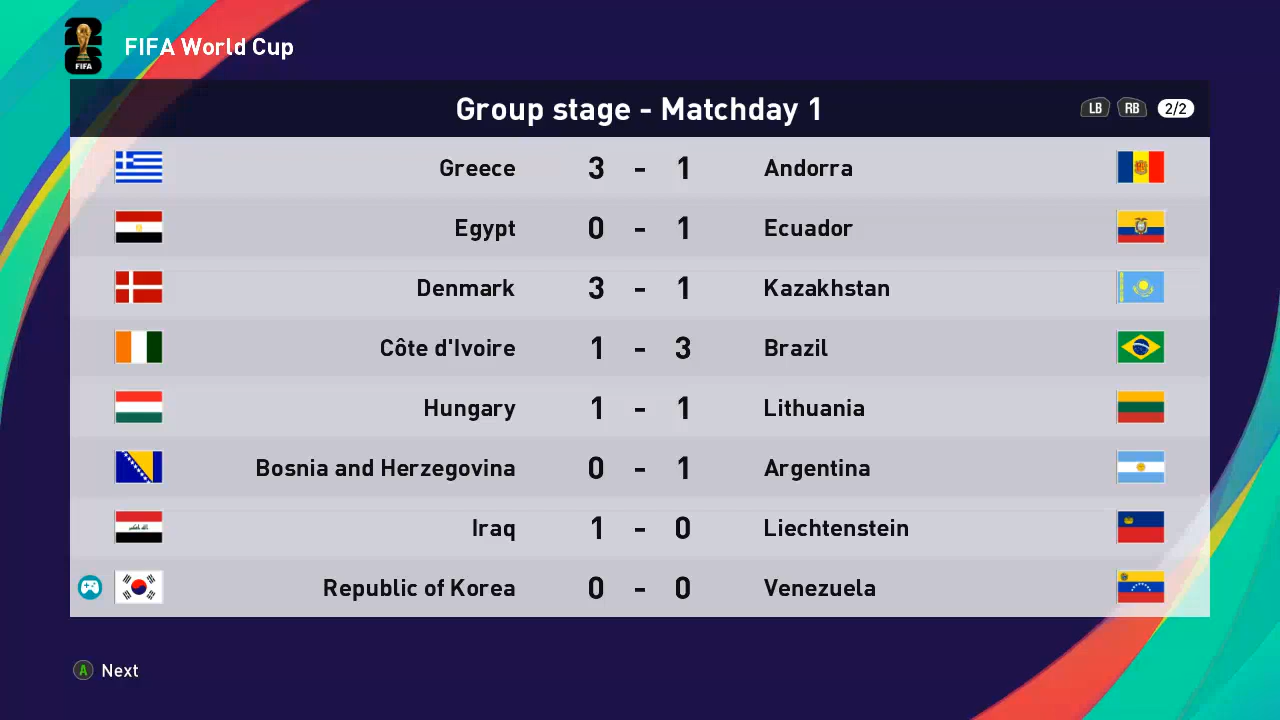 FIFA
FIFA World Cup
Group stage - Matchday 1
LB RB 2/2
Greece 3 - 1 Andorra
Egypt 0 - 1 Ecuador
Denmark 3 - 1 Kazakhstan
Côte d'Ivoire 1 - 3 Brazil
Hungary 1 - 1 Lithuania
Bosnia and Herzegovina 0 - 1 Argentina
Iraq 1 - 0 Liechtenstein
Republic of Korea 0 - 0 Venezuela
A Next